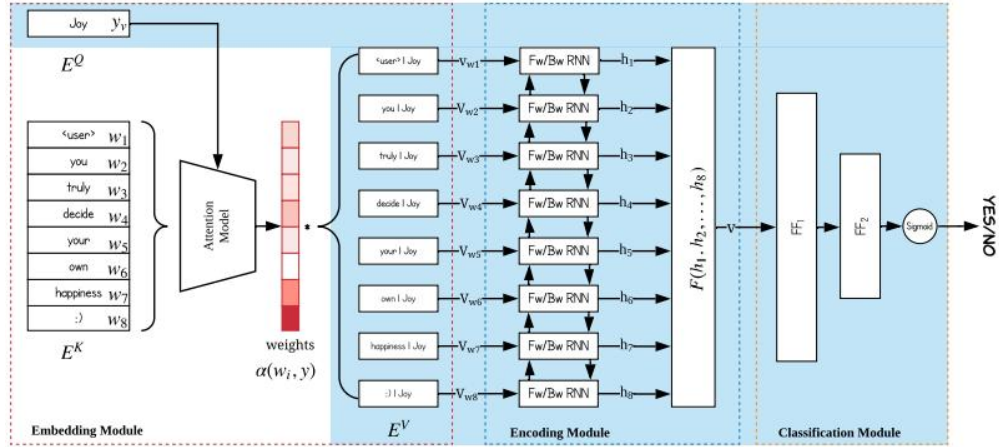 Joy y_v
E^Q
<user> w_1
you w_2
truly w_3
decide w_4
your w_5
own w_6
happiness w_7
:) w_8
E^K
Attention
Model
weights
α(w_i, y)
*
<user> | Joy
you | Joy
truly | Joy
decide | Joy
your | Joy
own | Joy
happiness | Joy
:) | Joy
E^V
V_w1
V_w2
V_w3
V_w4
V_w5
V_w6
V_w7
V_w8
Fw/Bw RNN
Fw/Bw RNN
Fw/Bw RNN
Fw/Bw RNN
Fw/Bw RNN
Fw/Bw RNN
Fw/Bw RNN
Fw/Bw RNN
h_1
h_2
h_3
h_4
h_5
h_6
h_7
h_8
F(h_1, h_2, ..., h_8)
v
FF_1
FF_2
Sigmoid
YES/NO
Embedding Module
Encoding Module
Classification Module